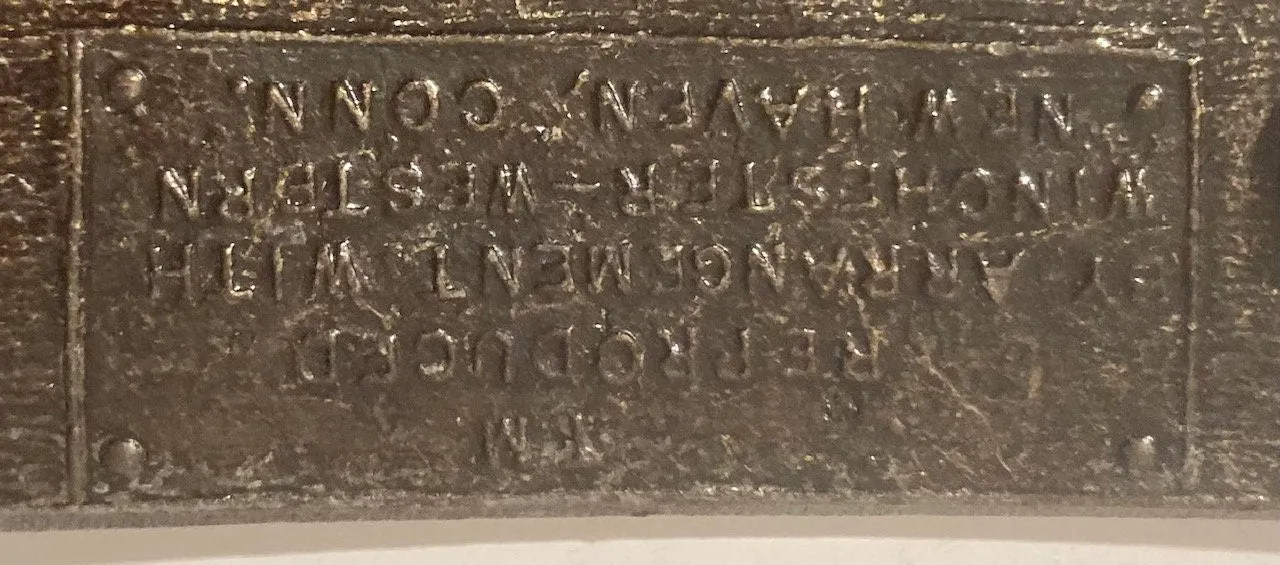 REPRODUCED
BY ARRANGEMENT WITH
WINCHESTER-WESTERN
NEW HAVEN, CONN.